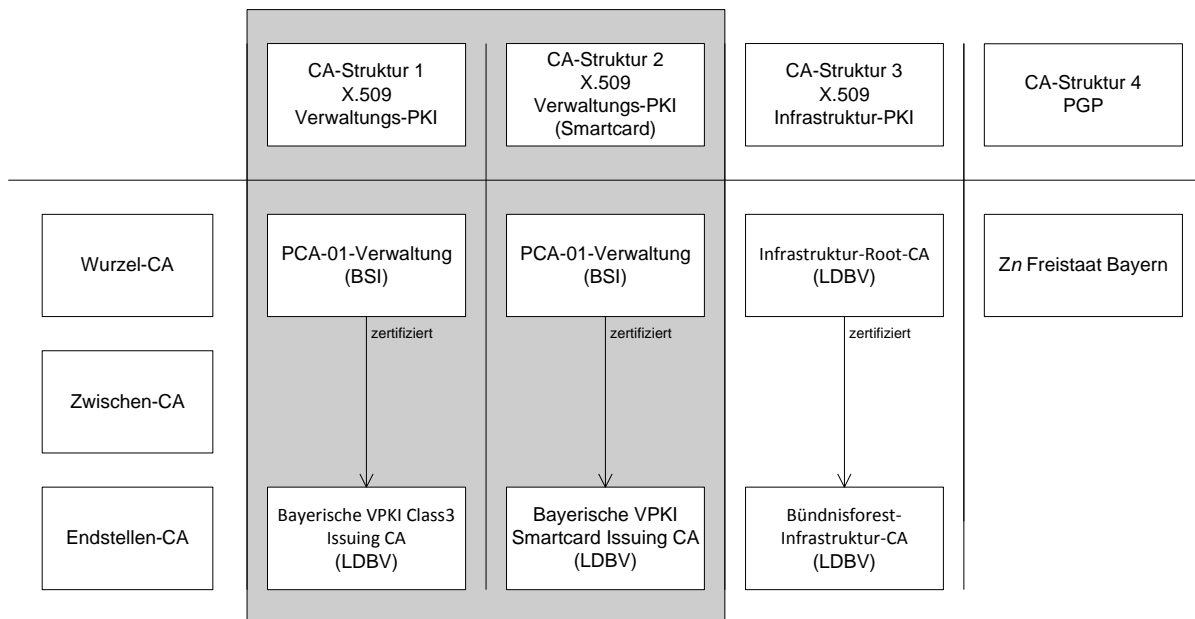 CA-Struktur 1
X.509
Verwaltungs-PKI
CA-Struktur 2
X.509
Verwaltungs-PKI
(Smartcard)
CA-Struktur 3
X.509
Infrastruktur-PKI
CA-Struktur 4
PGP
Wurzel-CA
PCA-01-Verwaltung
(BSI)
PCA-01-Verwaltung
(BSI)
Infrastruktur-Root-CA
(LDBV)
Zn Freistaat Bayern
zertifiziert
zertifiziert
zertifiziert
Zwischen-CA
Endstellen-CA
Bayerische VPKI Class3
Issuing CA
(LDBV)
Bayerische VPKI
Smartcard Issuing CA
(LDBV)
Bündnisforest-
Infrastruktur-CA
(LDBV)